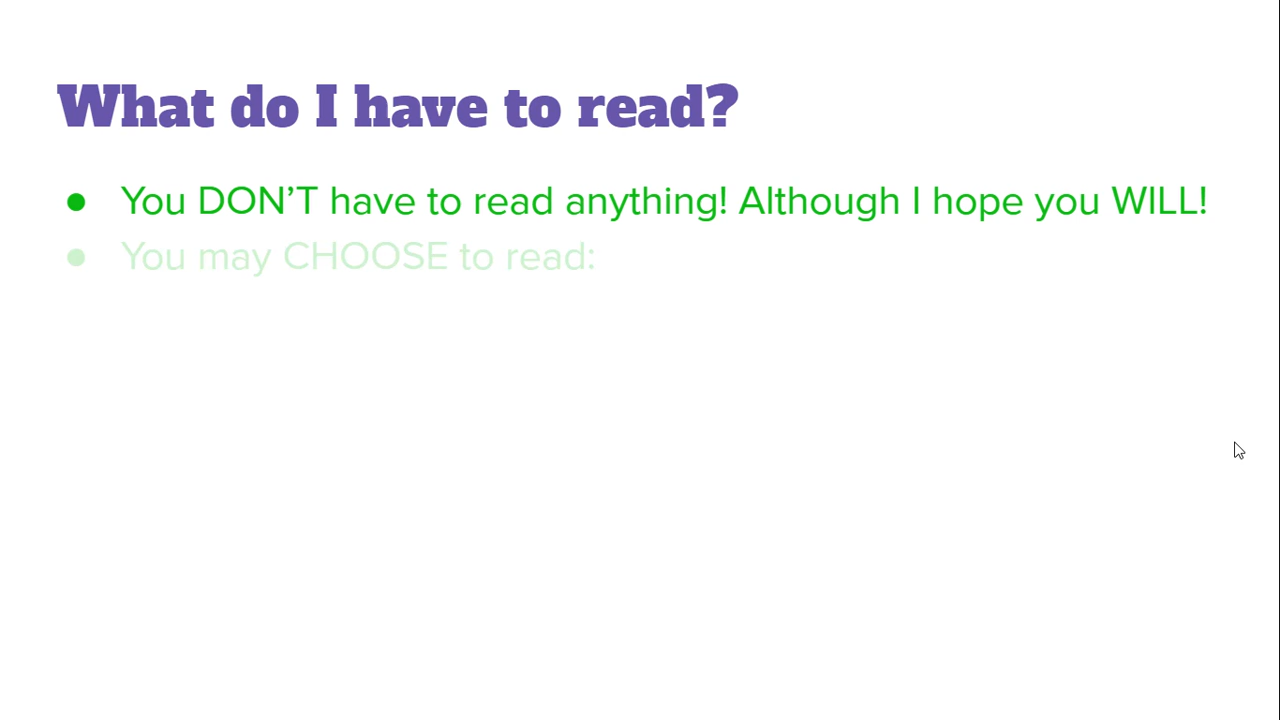 What do I have to read?
● You DON’T have to read anything! Although I hope you WILL!
● You may CHOOSE to read: